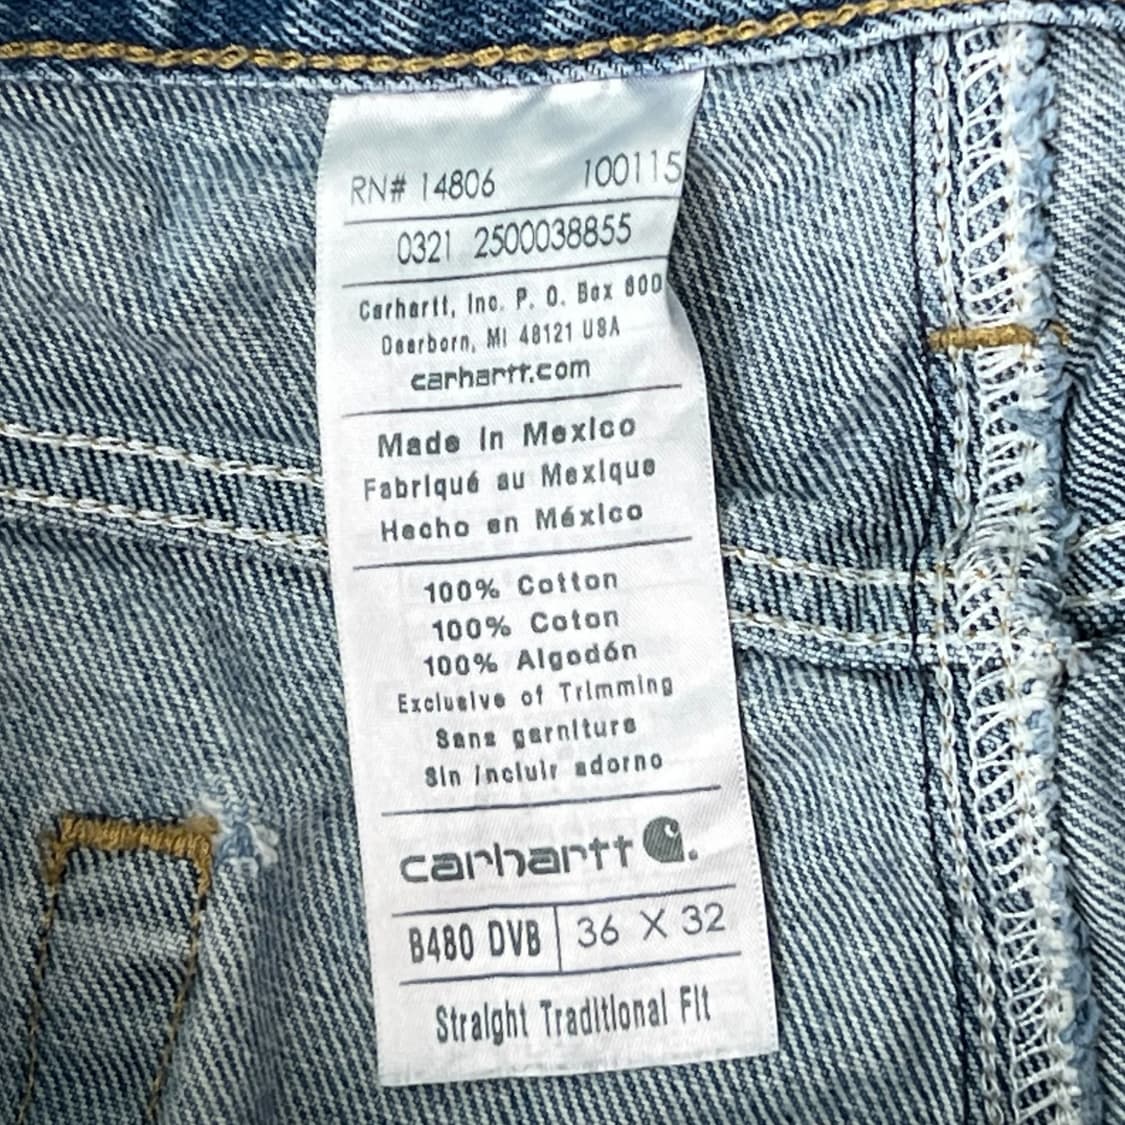 RN# 14806 100115
0321 2500038855
Carhartt, Inc. P. O. Box 600
Dearborn, MI 48121 USA
carhartt.com
Made in Mexico
Fabriqué au Mexique
Hecho en México
100% Cotton
100% Coton
100% Algodón
Exclusive of Trimming
Sans garniture
Sin incluir adorno
carhartt
B480 DVB 36 X 32
Straight Traditional Fit